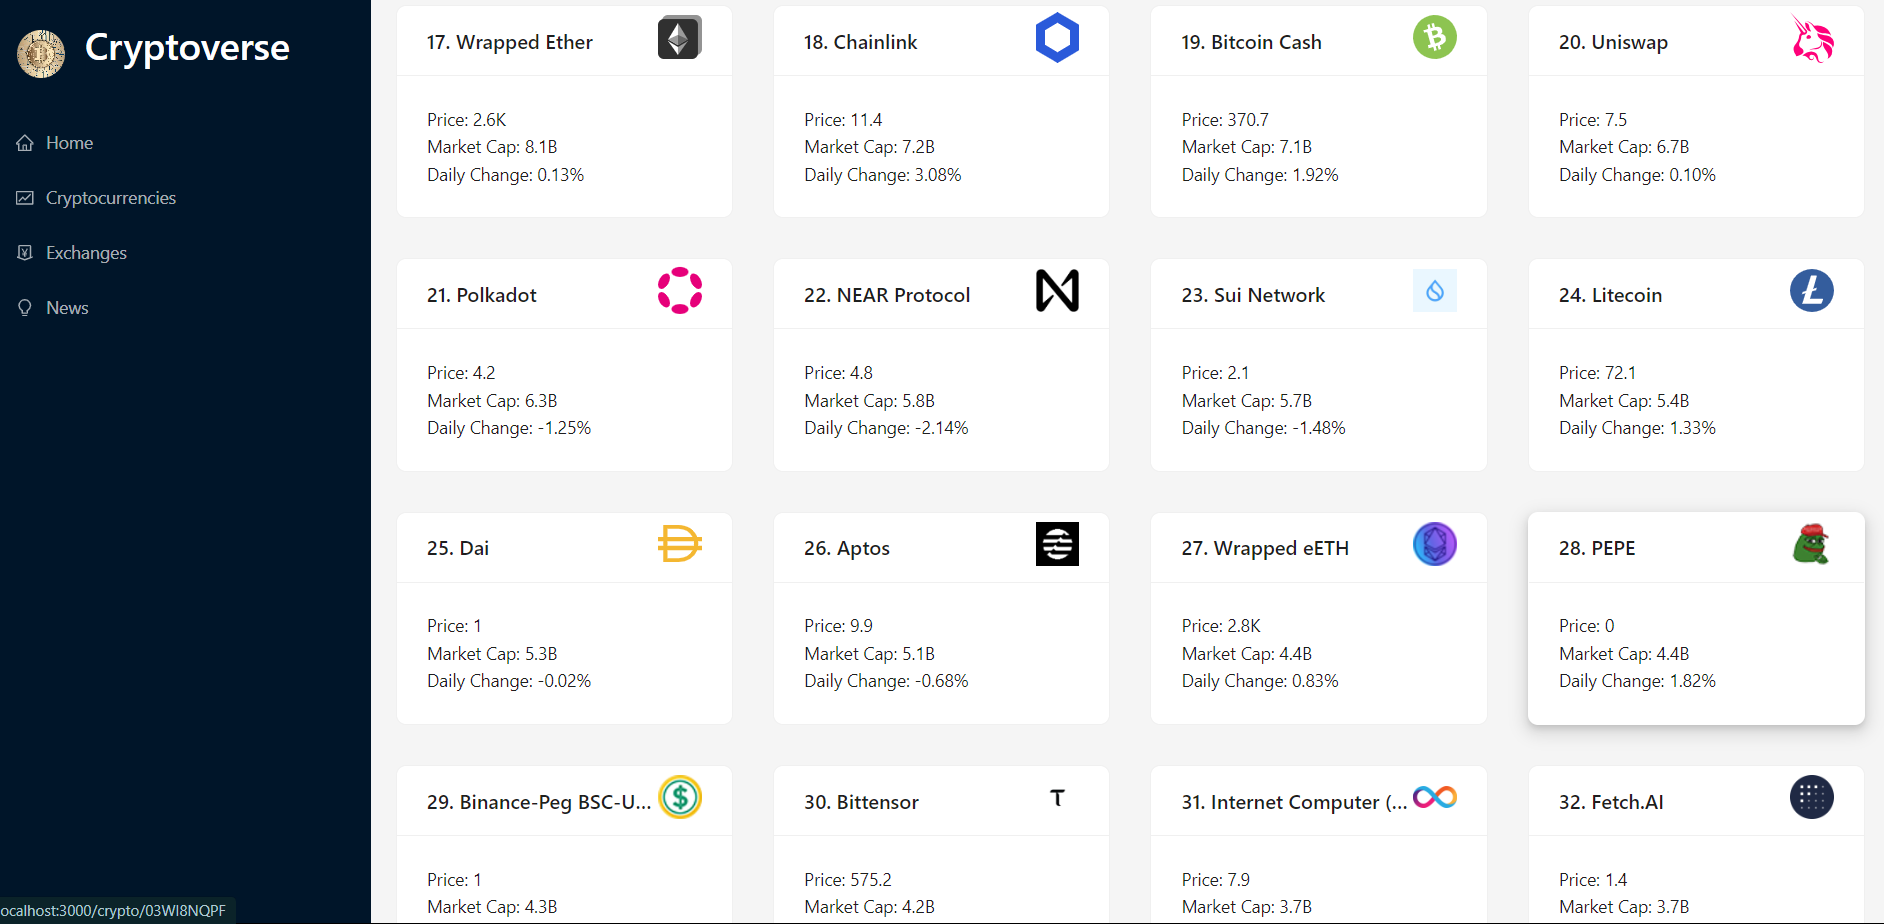 Cryptoverse
Home
Cryptocurrencies
Exchanges
News
17. Wrapped Ether
Price: 2.6K
Market Cap: 8.1B
Daily Change: 0.13%
18. Chainlink
Price: 11.4
Market Cap: 7.2B
Daily Change: 3.08%
19. Bitcoin Cash
Price: 370.7
Market Cap: 7.1B
Daily Change: 1.92%
20. Uniswap
Price: 7.5
Market Cap: 6.7B
Daily Change: 0.10%
21. Polkadot
Price: 4.2
Market Cap: 6.3B
Daily Change: -1.25%
22. NEAR Protocol
Price: 4.8
Market Cap: 5.8B
Daily Change: -2.14%
23. Sui Network
Price: 2.1
Market Cap: 5.7B
Daily Change: -1.48%
24. Litecoin
Price: 72.1
Market Cap: 5.4B
Daily Change: 1.33%
25. Dai
Price: 1
Market Cap: 5.3B
Daily Change: -0.02%
26. Aptos
Price: 9.9
Market Cap: 5.1B
Daily Change: -0.68%
27. Wrapped eETH
Price: 2.8K
Market Cap: 4.4B
Daily Change: 0.83%
28. PEPE
Price: 0
Market Cap: 4.4B
Daily Change: 1.82%
29. Binance-Peg BSC-U...
Price: 1
Market Cap: 4.3B
30. Bittensor
Price: 575.2
Market Cap: 4.2B
31. Internet Computer (...
Price: 7.9
Market Cap: 3.7B
32. Fetch.AI
Price: 1.4
Market Cap: 3.7B
ocalhost:3000/crypto/03WI8NQPF